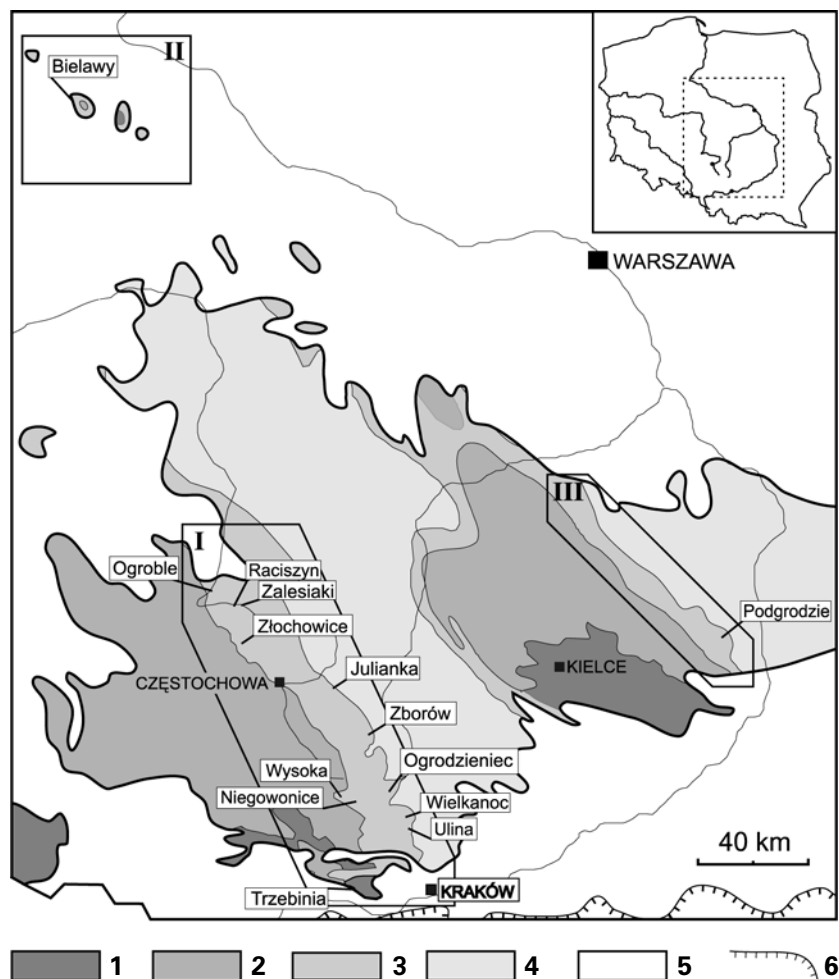 II
Bielawy
WARSZAWA
III
I
Ogroble
Raciszyn
Zalesiaki
Złochowice
Podgrodzie
KIELCE
Julianka
CZĘSTOCHOWA
Zborów
Ogrodzieniec
Wysoka
Niegowonice
Wielkanoc
Ulina
40 km
Trzebinia
KRAKÓW
1 2 3 4 5 6